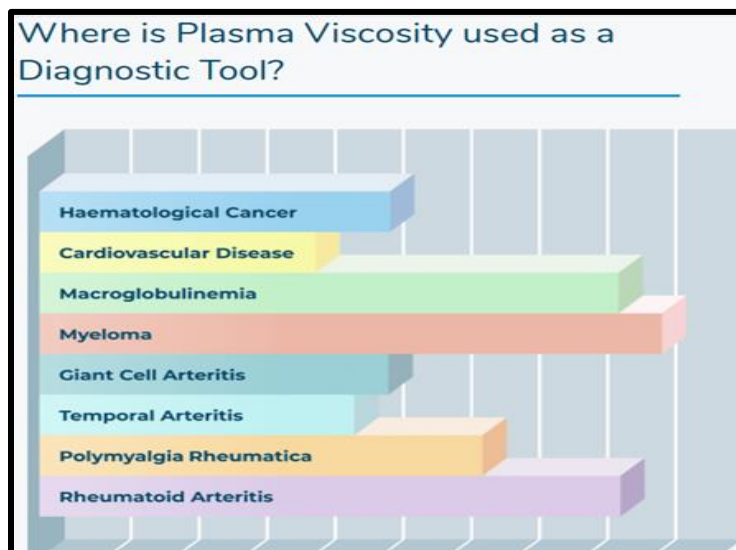 Where is Plasma Viscosity used as a
Diagnostic Tool?
Haematological Cancer
Cardiovascular Disease
Macroglobulinemia
Myeloma
Giant Cell Arteritis
Temporal Arteritis
Polymyalgia Rheumatica
Rheumatoid Arteritis